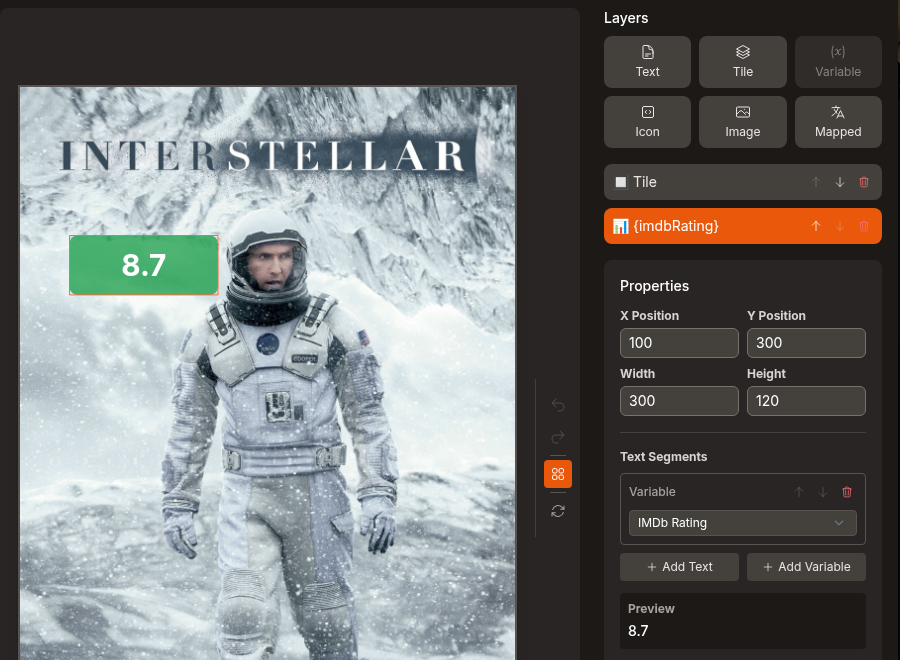 Layers
Text
Tile
(x)
Variable
Icon
Image
Mapped
Tile
{imdbRating}
INTERSTELLAR
8.7
COOPER
Properties
X Position Y Position
100 300
Width Height
300 120
Text Segments
Variable
IMDb Rating
+ Add Text + Add Variable
Preview
8.7